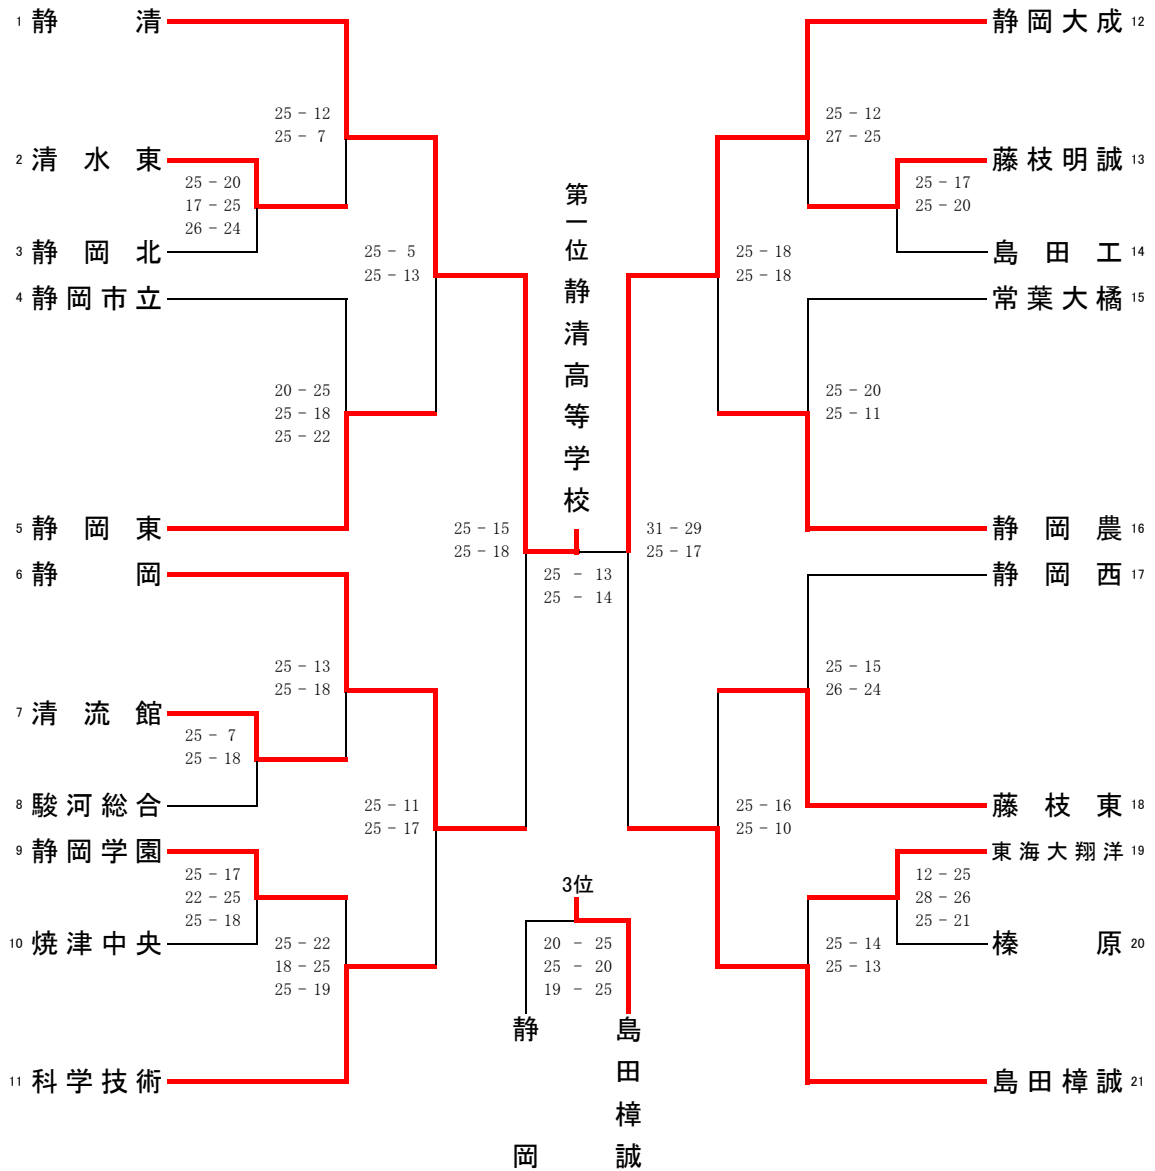 1 静清
25 - 12
25 - 7
2 清水東
25 - 20
17 - 25
26 - 24
3 静岡北
25 - 5
25 - 13
4 静岡市立
20 - 25
25 - 18
25 - 22
5 静岡東
25 - 15
25 - 18
6 静岡
25 - 13
25 - 18
7 清流館
25 - 7
25 - 18
8 駿河総合
25 - 11
25 - 17
9 静岡学園
25 - 17
22 - 25
25 - 18
10 焼津中央
25 - 22
18 - 25
25 - 19
11 科学技術
第一位静清高等学校
25 - 13
25 - 14
3位
20 - 25
25 - 20
19 - 25
静岡
島田樟誠
静岡大成 12
25 - 12
27 - 25
藤枝明誠 13
25 - 17
25 - 20
島田工 14
25 - 18
25 - 18
常葉大橘 15
25 - 20
25 - 11
静岡農 16
31 - 29
25 - 17
静岡西 17
25 - 15
26 - 24
藤枝東 18
25 - 16
25 - 10
東海大翔洋 19
12 - 25
28 - 26
25 - 21
榛原 20
25 - 14
25 - 13
島田樟誠 21